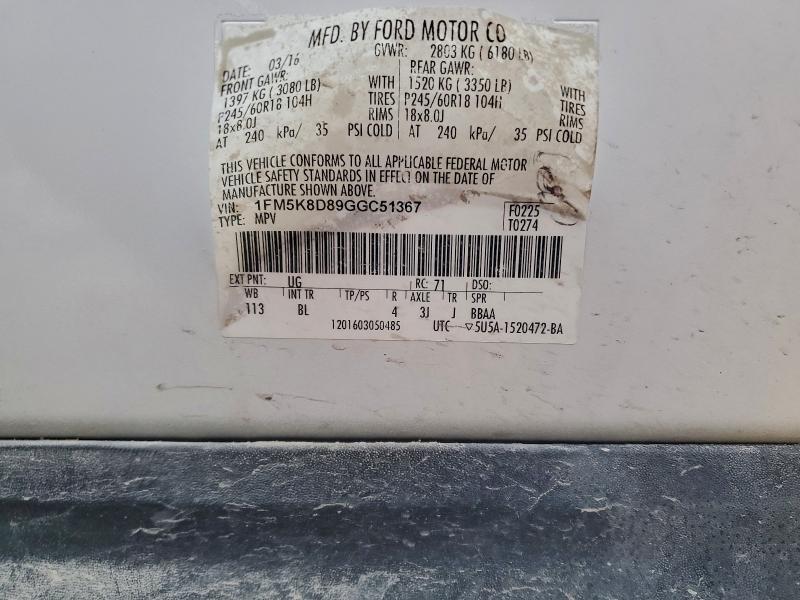 MFD. BY FORD MOTOR CO
GVWR: 2803 KG ( 6180 LB)
DATE: 03/16
FRONT GAWR: REAR GAWR:
1397 KG ( 3080 LB) WITH 1520 KG ( 3350 LB) WITH
P245/60R18 104H TIRES P245/60R18 104H TIRES
18x8.0J RIMS 18x8.0J RIMS
AT 240 kPa/ 35 PSI COLD AT 240 kPa/ 35 PSI COLD
THIS VEHICLE CONFORMS TO ALL APPLICABLE FEDERAL MOTOR
VEHICLE SAFETY STANDARDS IN EFFECT ON THE DATE OF
MANUFACTURE SHOWN ABOVE.
VIN: 1FM5K8D89GGC51367 F0225
TYPE: MPV T0274
EXT PNT: UG RC: 71 DSO:
WB INT TR TP/PS R AXLE TR SPR
113 BL 4 3J J BBAA
12016030S0485 UTC ▽5U5A-1520472-BA